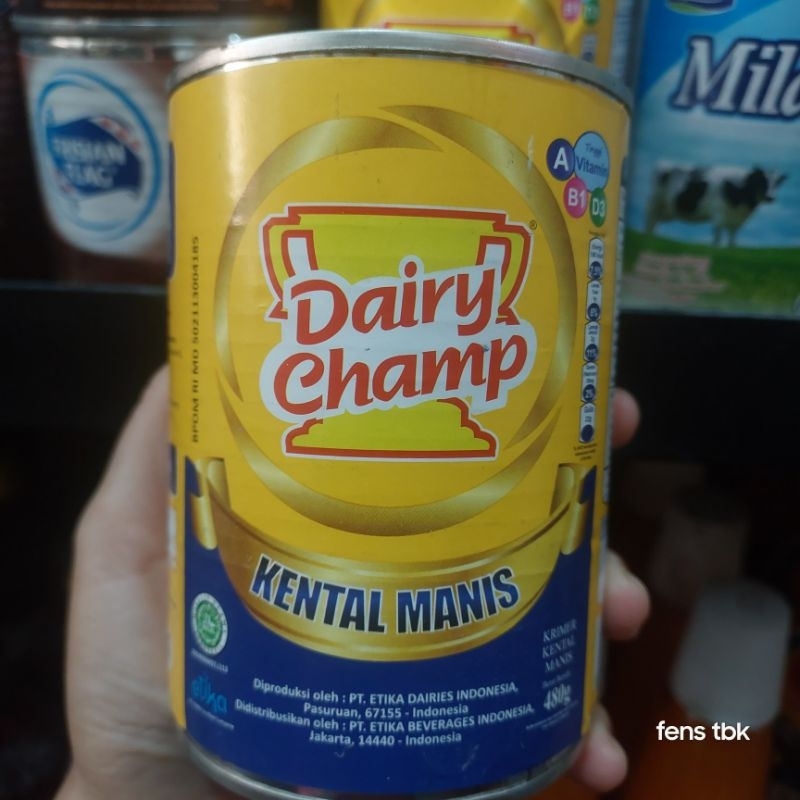 FRISIAN
FLAG
Mil
A
Tinggi
Vitamin
B1
D3
Dairy
Champ
®
BPOM RI MD 502113004185
KENTAL MANIS
KRIMER
KENTAL
MANIS
480g
etika
Diproduksi oleh : PT. ETIKA DAIRIES INDONESIA,
Pasuruan, 67155 - Indonesia
Didistribusikan oleh : PT. ETIKA BEVERAGES INDONESIA,
Jakarta, 14440 - Indonesia
fens tbk